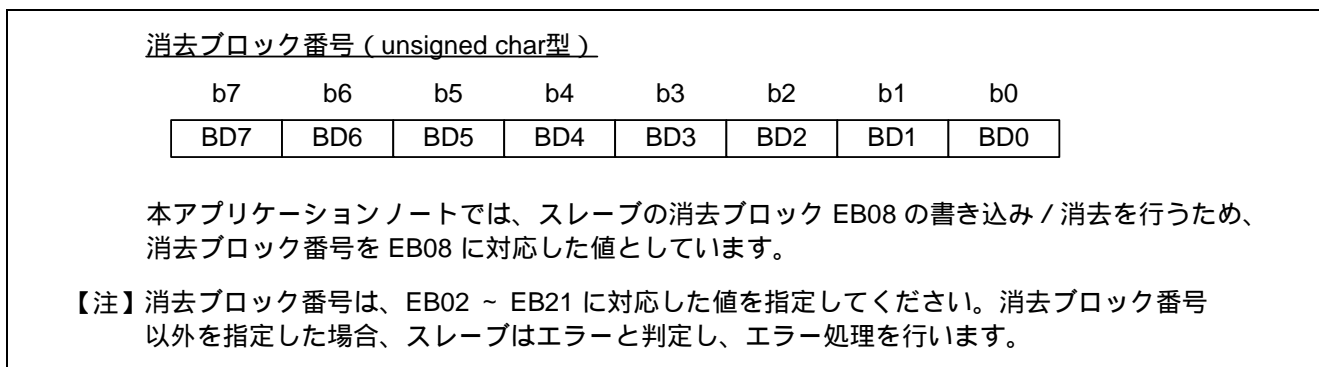 消去ブロック番号（unsigned char型）
b7 b6 b5 b4 b3 b2 b1 b0
BD7 BD6 BD5 BD4 BD3 BD2 BD1 BD0
本アプリケーションノートでは、スレーブの消去ブロック EB08 の書き込み / 消去を行うため、
消去ブロック番号を EB08 に対応した値としています。
【注】消去ブロック番号は、EB02 ~ EB21 に対応した値を指定してください。消去ブロック番号
以外を指定した場合、スレーブはエラーと判定し、エラー処理を行います。